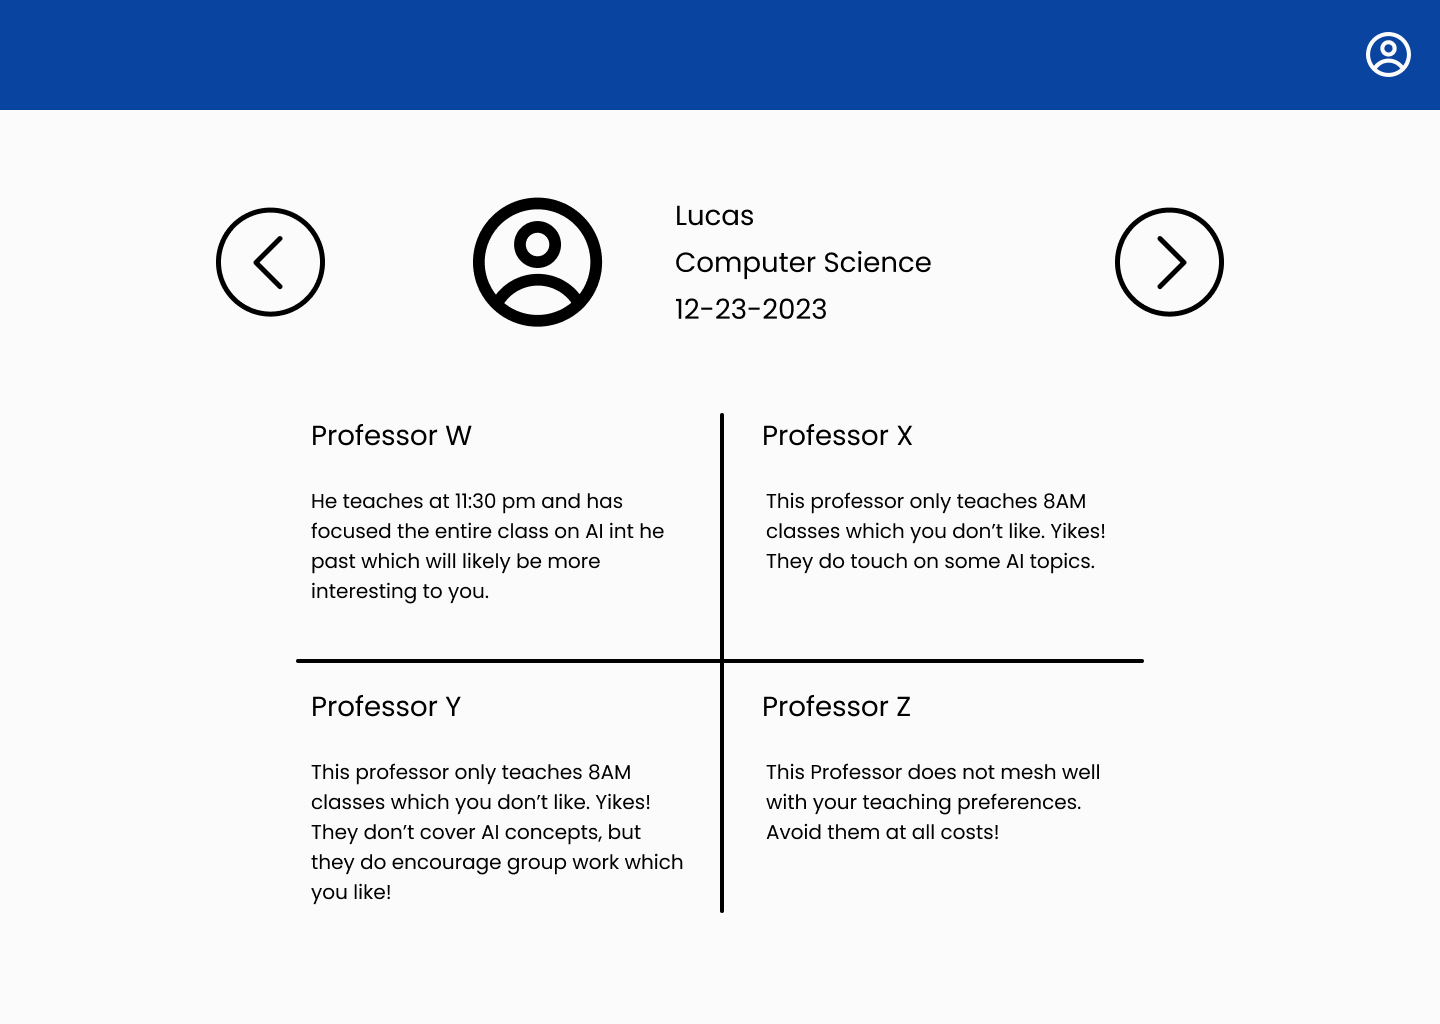 Lucas
Computer Science
12-23-2023
Professor W
He teaches at 11:30 pm and has
focused the entire class on AI int he
past which will likely be more
interesting to you.
Professor X
This professor only teaches 8AM
classes which you don’t like. Yikes!
They do touch on some AI topics.
Professor Y
This professor only teaches 8AM
classes which you don’t like. Yikes!
They don’t cover AI concepts, but
they do encourage group work which
you like!
Professor Z
This Professor does not mesh well
with your teaching preferences.
Avoid them at all costs!